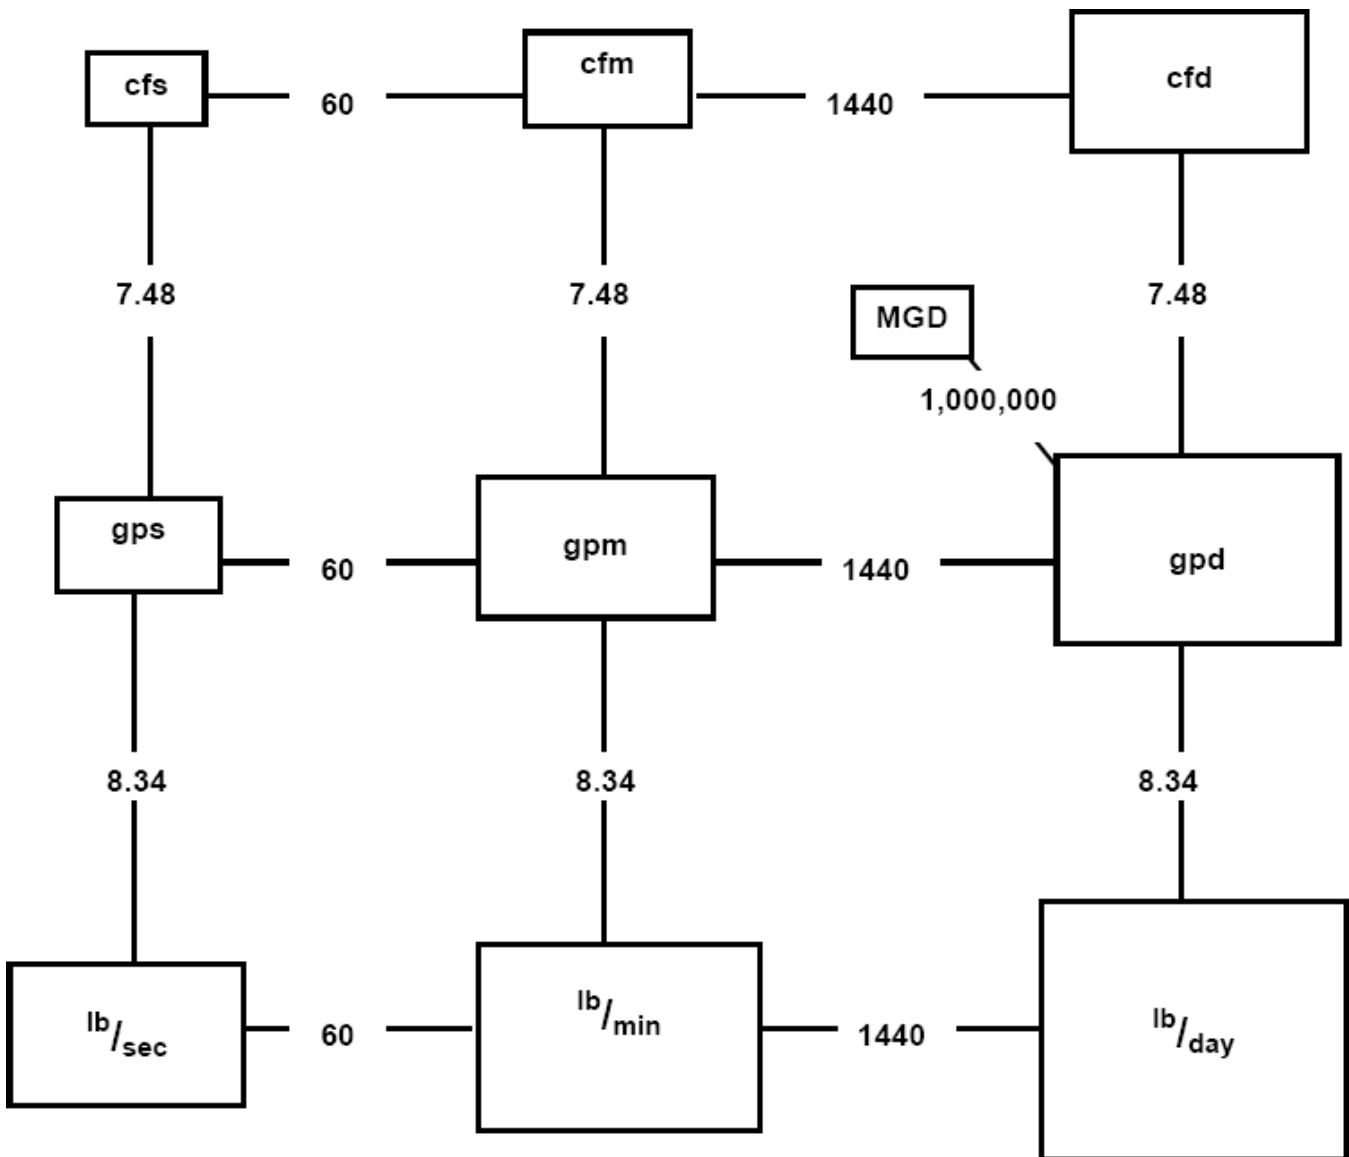 cfs
60
cfm
1440
cfd
7.48
7.48
7.48
MGD
1,000,000
gps
60
gpm
1440
gpd
8.34
8.34
8.34
lb/sec
60
lb/min
1440
lb/day